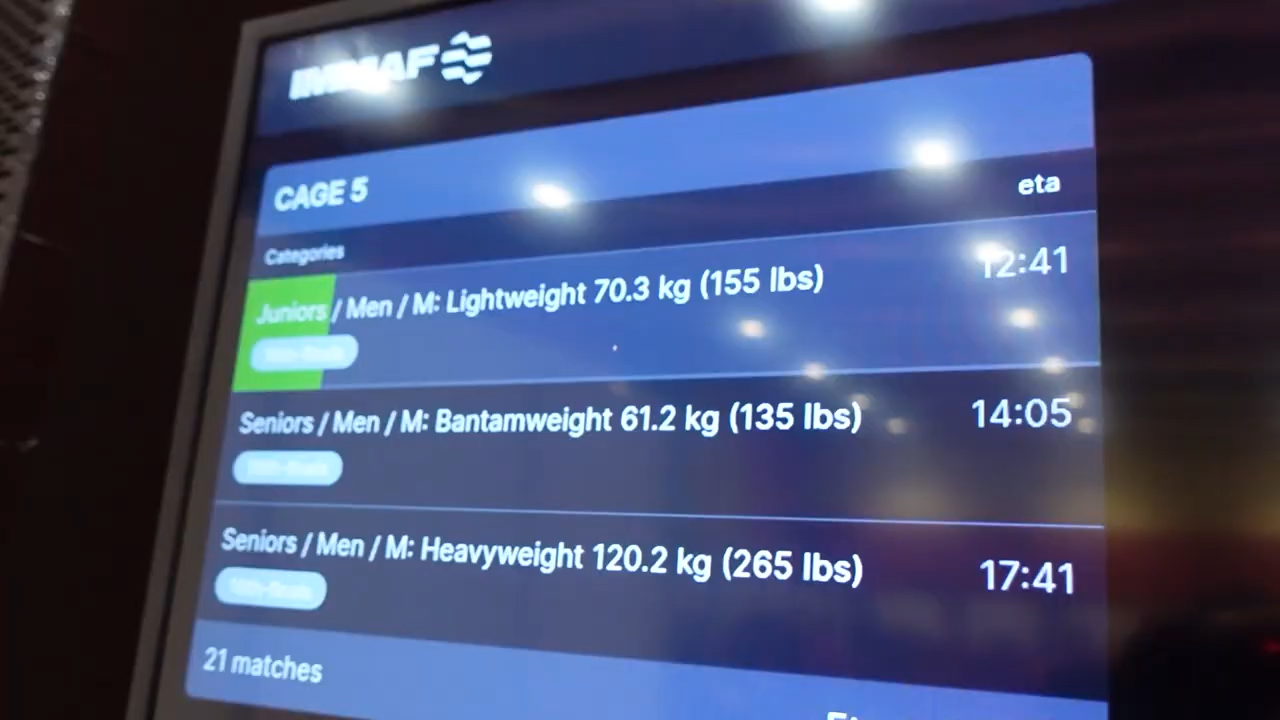 IMMAF
CAGE 5
eta
Categories
Juniors / Men / M: Lightweight 70.3 kg (155 lbs)
12:41
Seniors / Men / M: Bantamweight 61.2 kg (135 lbs)
14:05
Seniors / Men / M: Heavyweight 120.2 kg (265 lbs)
17:41
21 matches